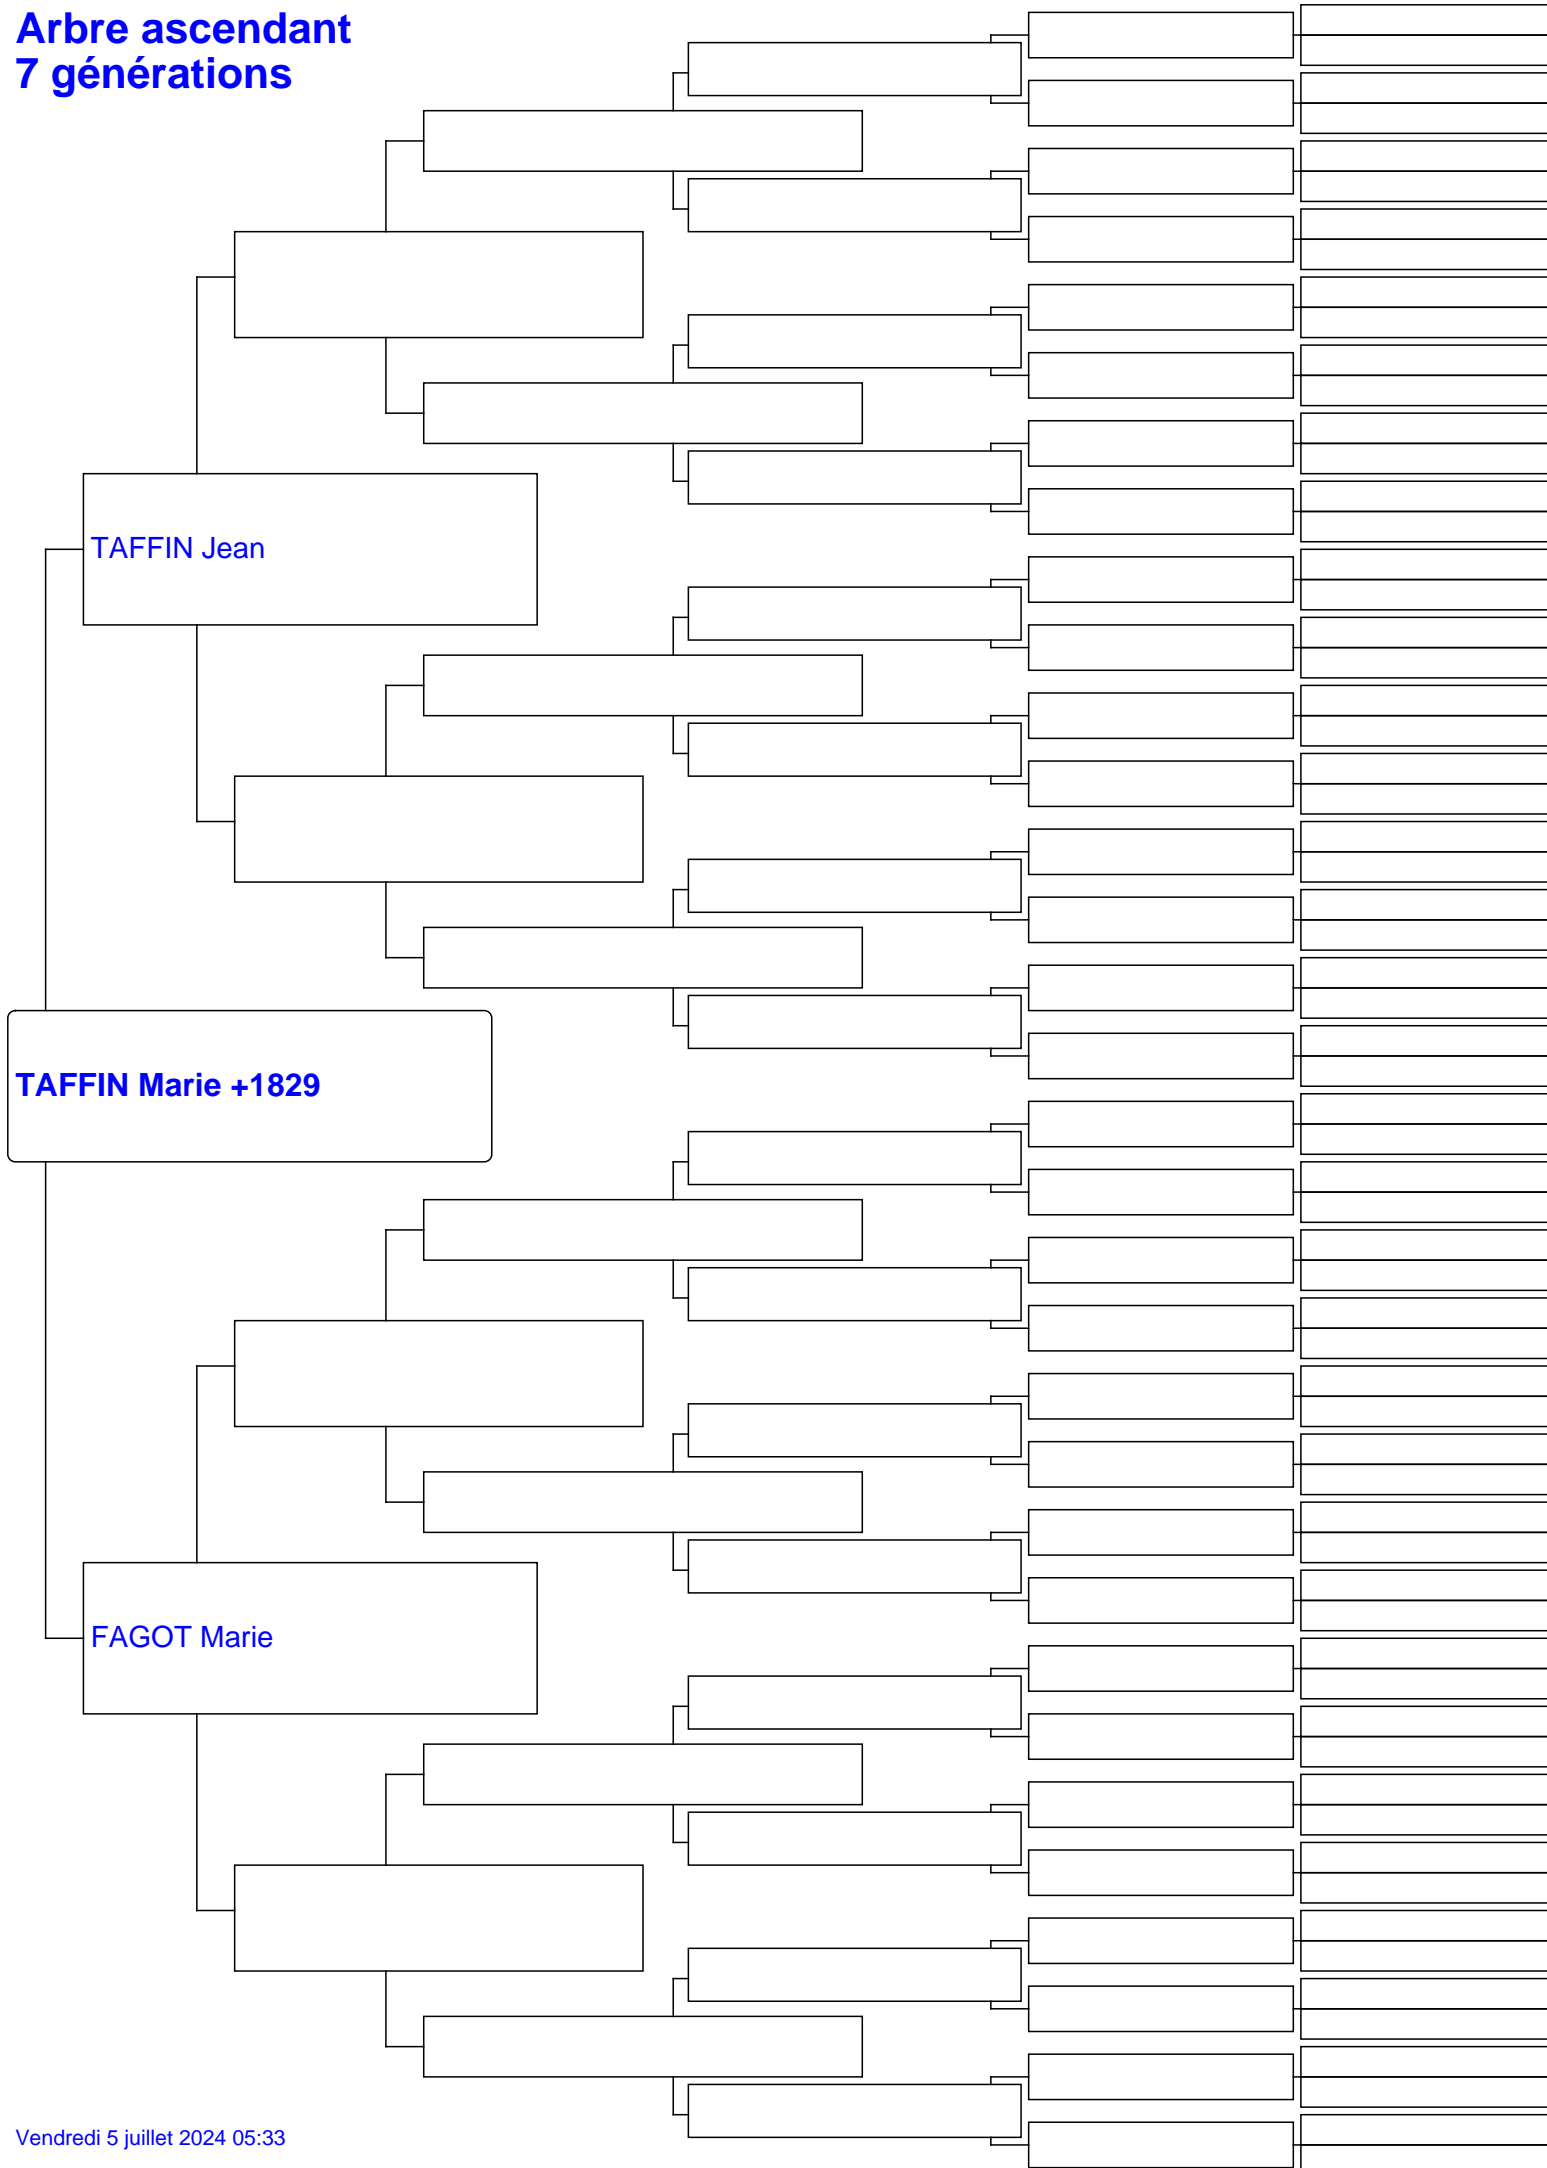 Arbre ascendant
7 générations
TAFFIN Jean
TAFFIN Marie +1829
FAGOT Marie
Vendredi 5 juillet 2024 05:33